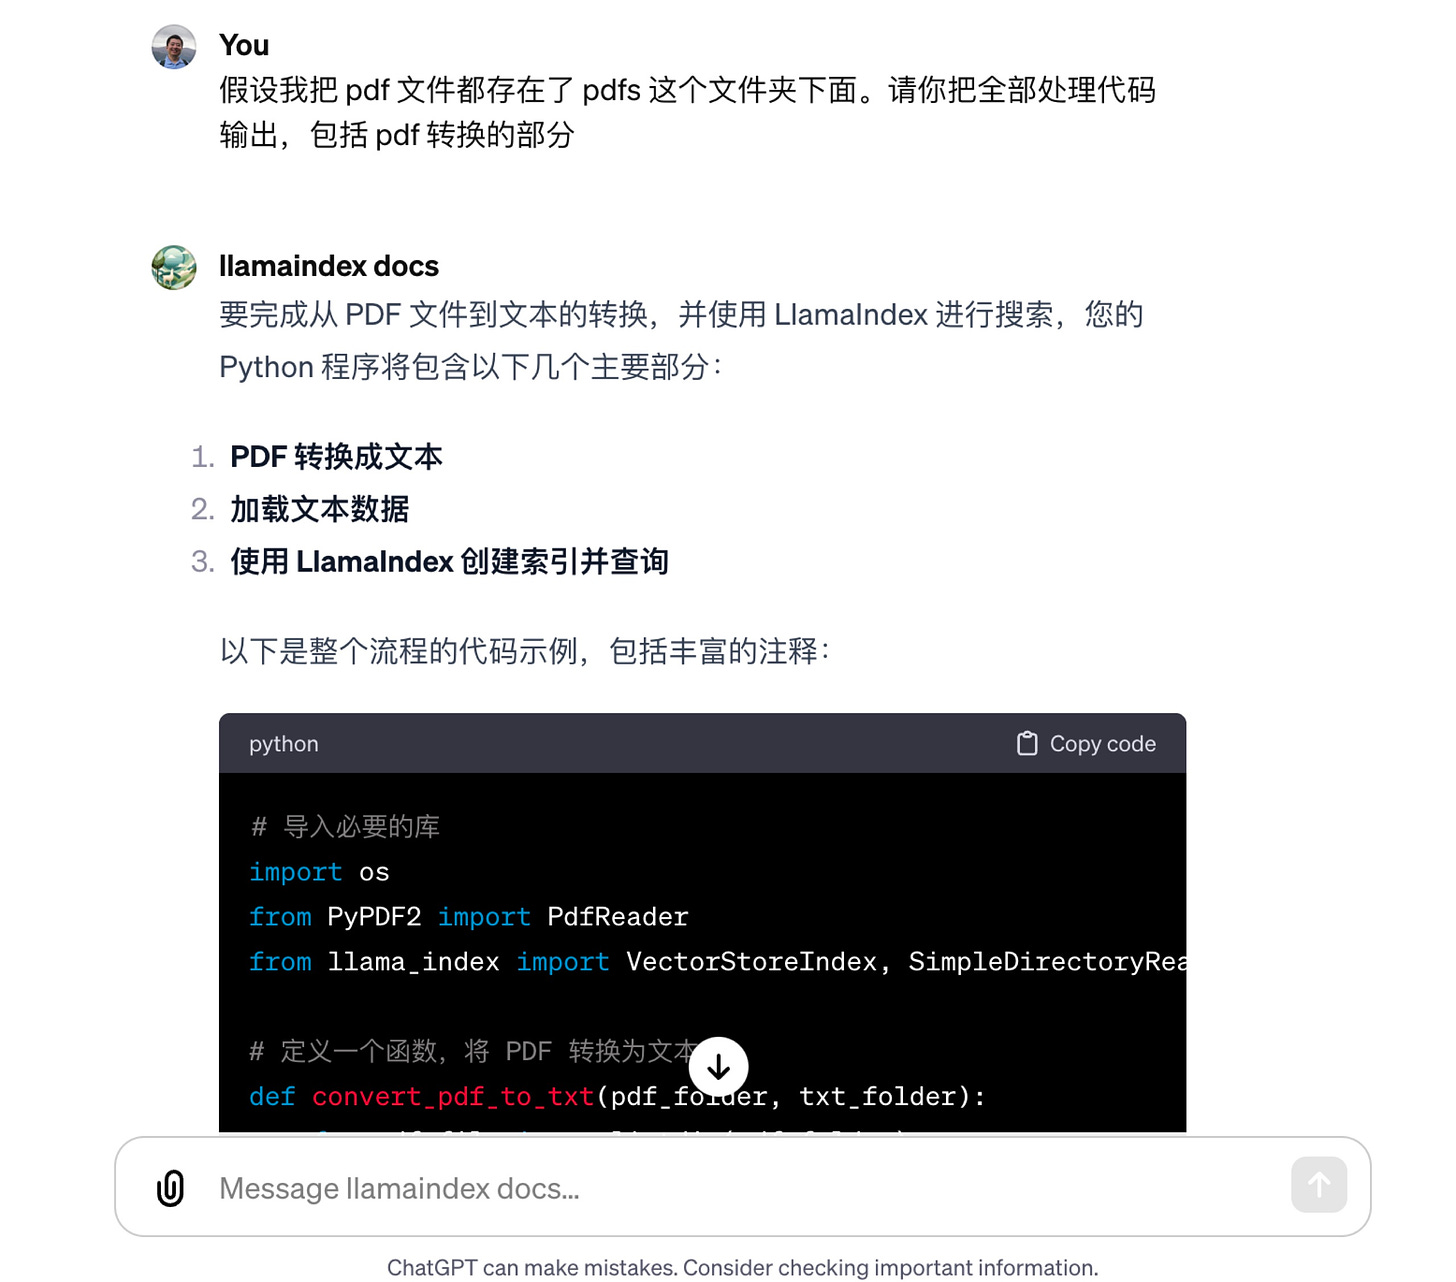 You
假设我把 pdf 文件都存在了 pdfs 这个文件夹下面。请你把全部处理代码
输出，包括 pdf 转换的部分
llamaindex docs
要完成从 PDF 文件到文本的转换，并使用 LlamaIndex 进行搜索，您的
Python 程序将包含以下几个主要部分：
1. PDF 转换成文本
2. 加载文本数据
3. 使用 LlamaIndex 创建索引并查询
以下是整个流程的代码示例，包括丰富的注释：
python
Copy code
# 导入必要的库
import os
from PyPDF2 import PdfReader
from llama_index import VectorStoreIndex, SimpleDirectoryRea
# 定义一个函数，将 PDF 转换为文本
def convert_pdf_to_txt(pdf_folder, txt_folder):
Message llamaindex docs...
ChatGPT can make mistakes. Consider checking important information.